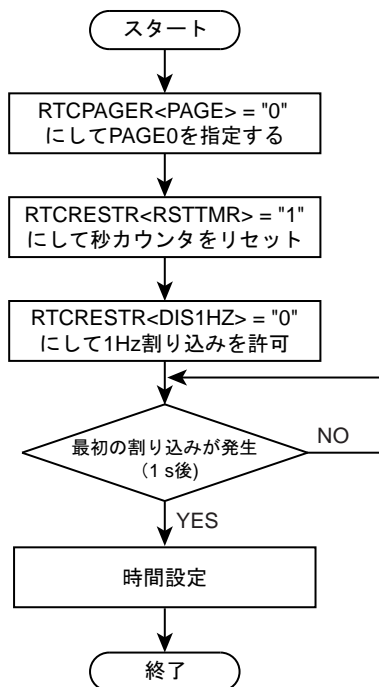 スタート
RTCPAGER<PAGE> = "0"
にしてPAGE0を指定する
RTCRESTR<RSTTMR> = "1"
にして秒カウンタをリセット
RTCRESTR<DIS1HZ> = "0"
にして1Hz割り込みを許可
最初の割り込みが発生
（1 s後)
NO
YES
時間設定
終了